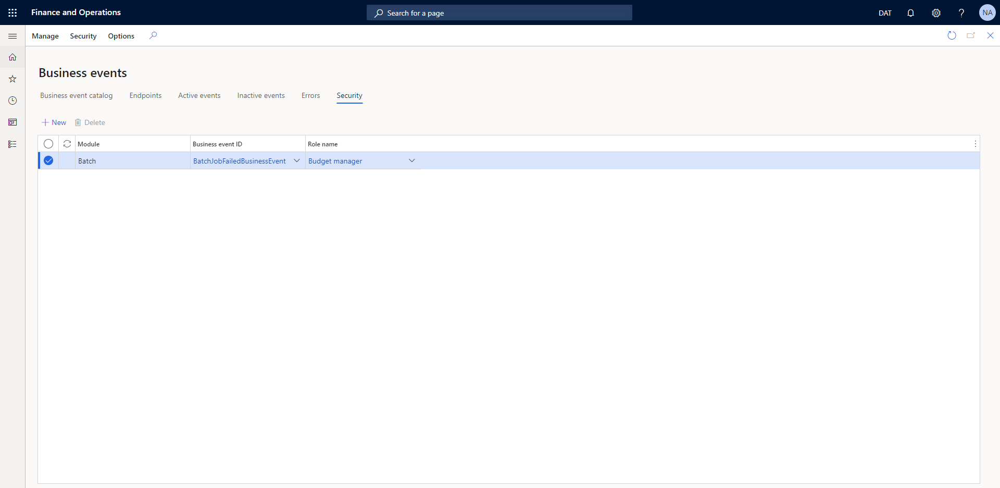 Finance and Operations
Search for a page
DAT
NA
Manage Security Options
Business events
Business event catalog Endpoints Active events Inactive events Errors Security
New Delete
Module Business event ID Role name
Batch BatchJobFailedBusinessEvent Budget manager